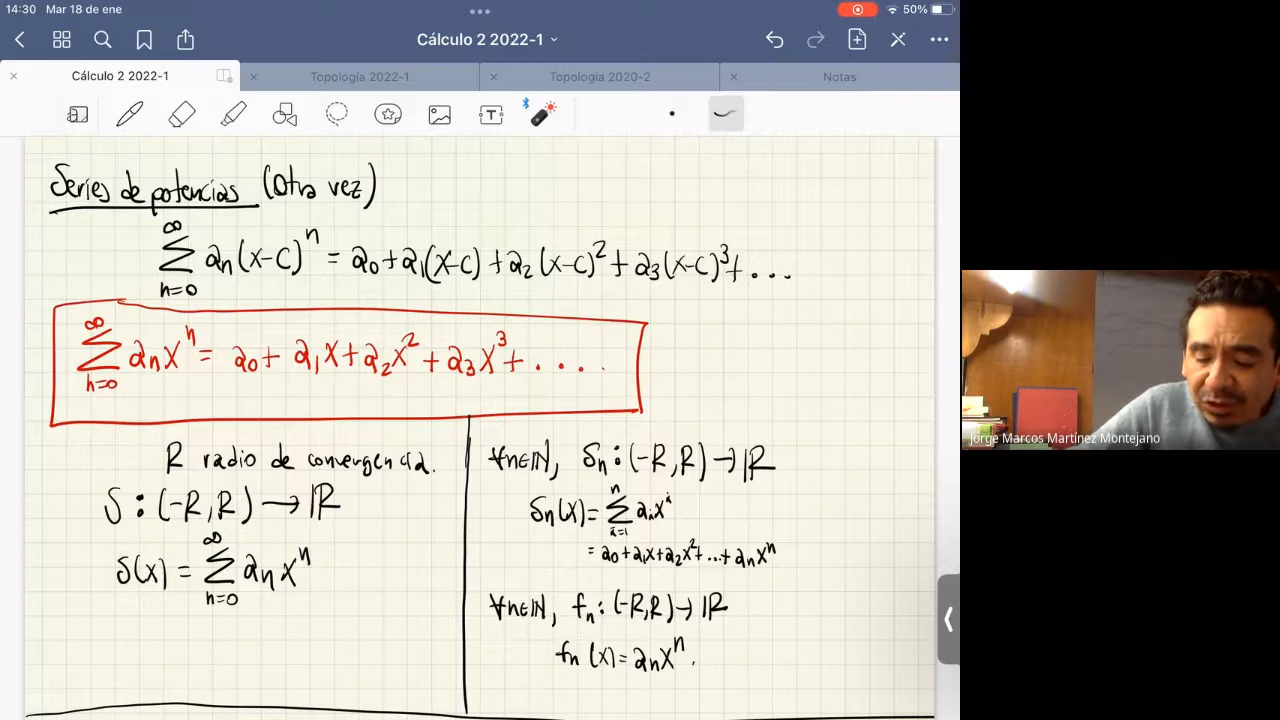 14:30 Mar 18 de ene
50%
Cálculo 2 2022-1
Cálculo 2 2022-1
Topología 2022-1
Topología 2020-2
Notas
Series de potencias (Otra vez)
∑_{n=0}^{∞} a_n(x-c)^n = a_0+a_1(x-c)+a_2(x-c)^2+a_3(x-c)^3+...
∑_{n=0}^{∞} a_n x^n = a_0+a_1x+a_2x^2+a_3x^3+....
R radio de convergencia.
S:(-R,R)→ℝ
S(x)=∑_{n=0}^{∞} a_n x^n
∀n∈ℕ, S_n:(-R,R)→ℝ
S_n(x)=∑_{i=1}^{n} a_i x^i
=a_0+a_1x+a_2x^2+...+a_nx^n
∀n∈ℕ, f_n:(-R,R)→ℝ
f_n(x)=a_nx^n.
Jorge Marcos Martínez Montejano